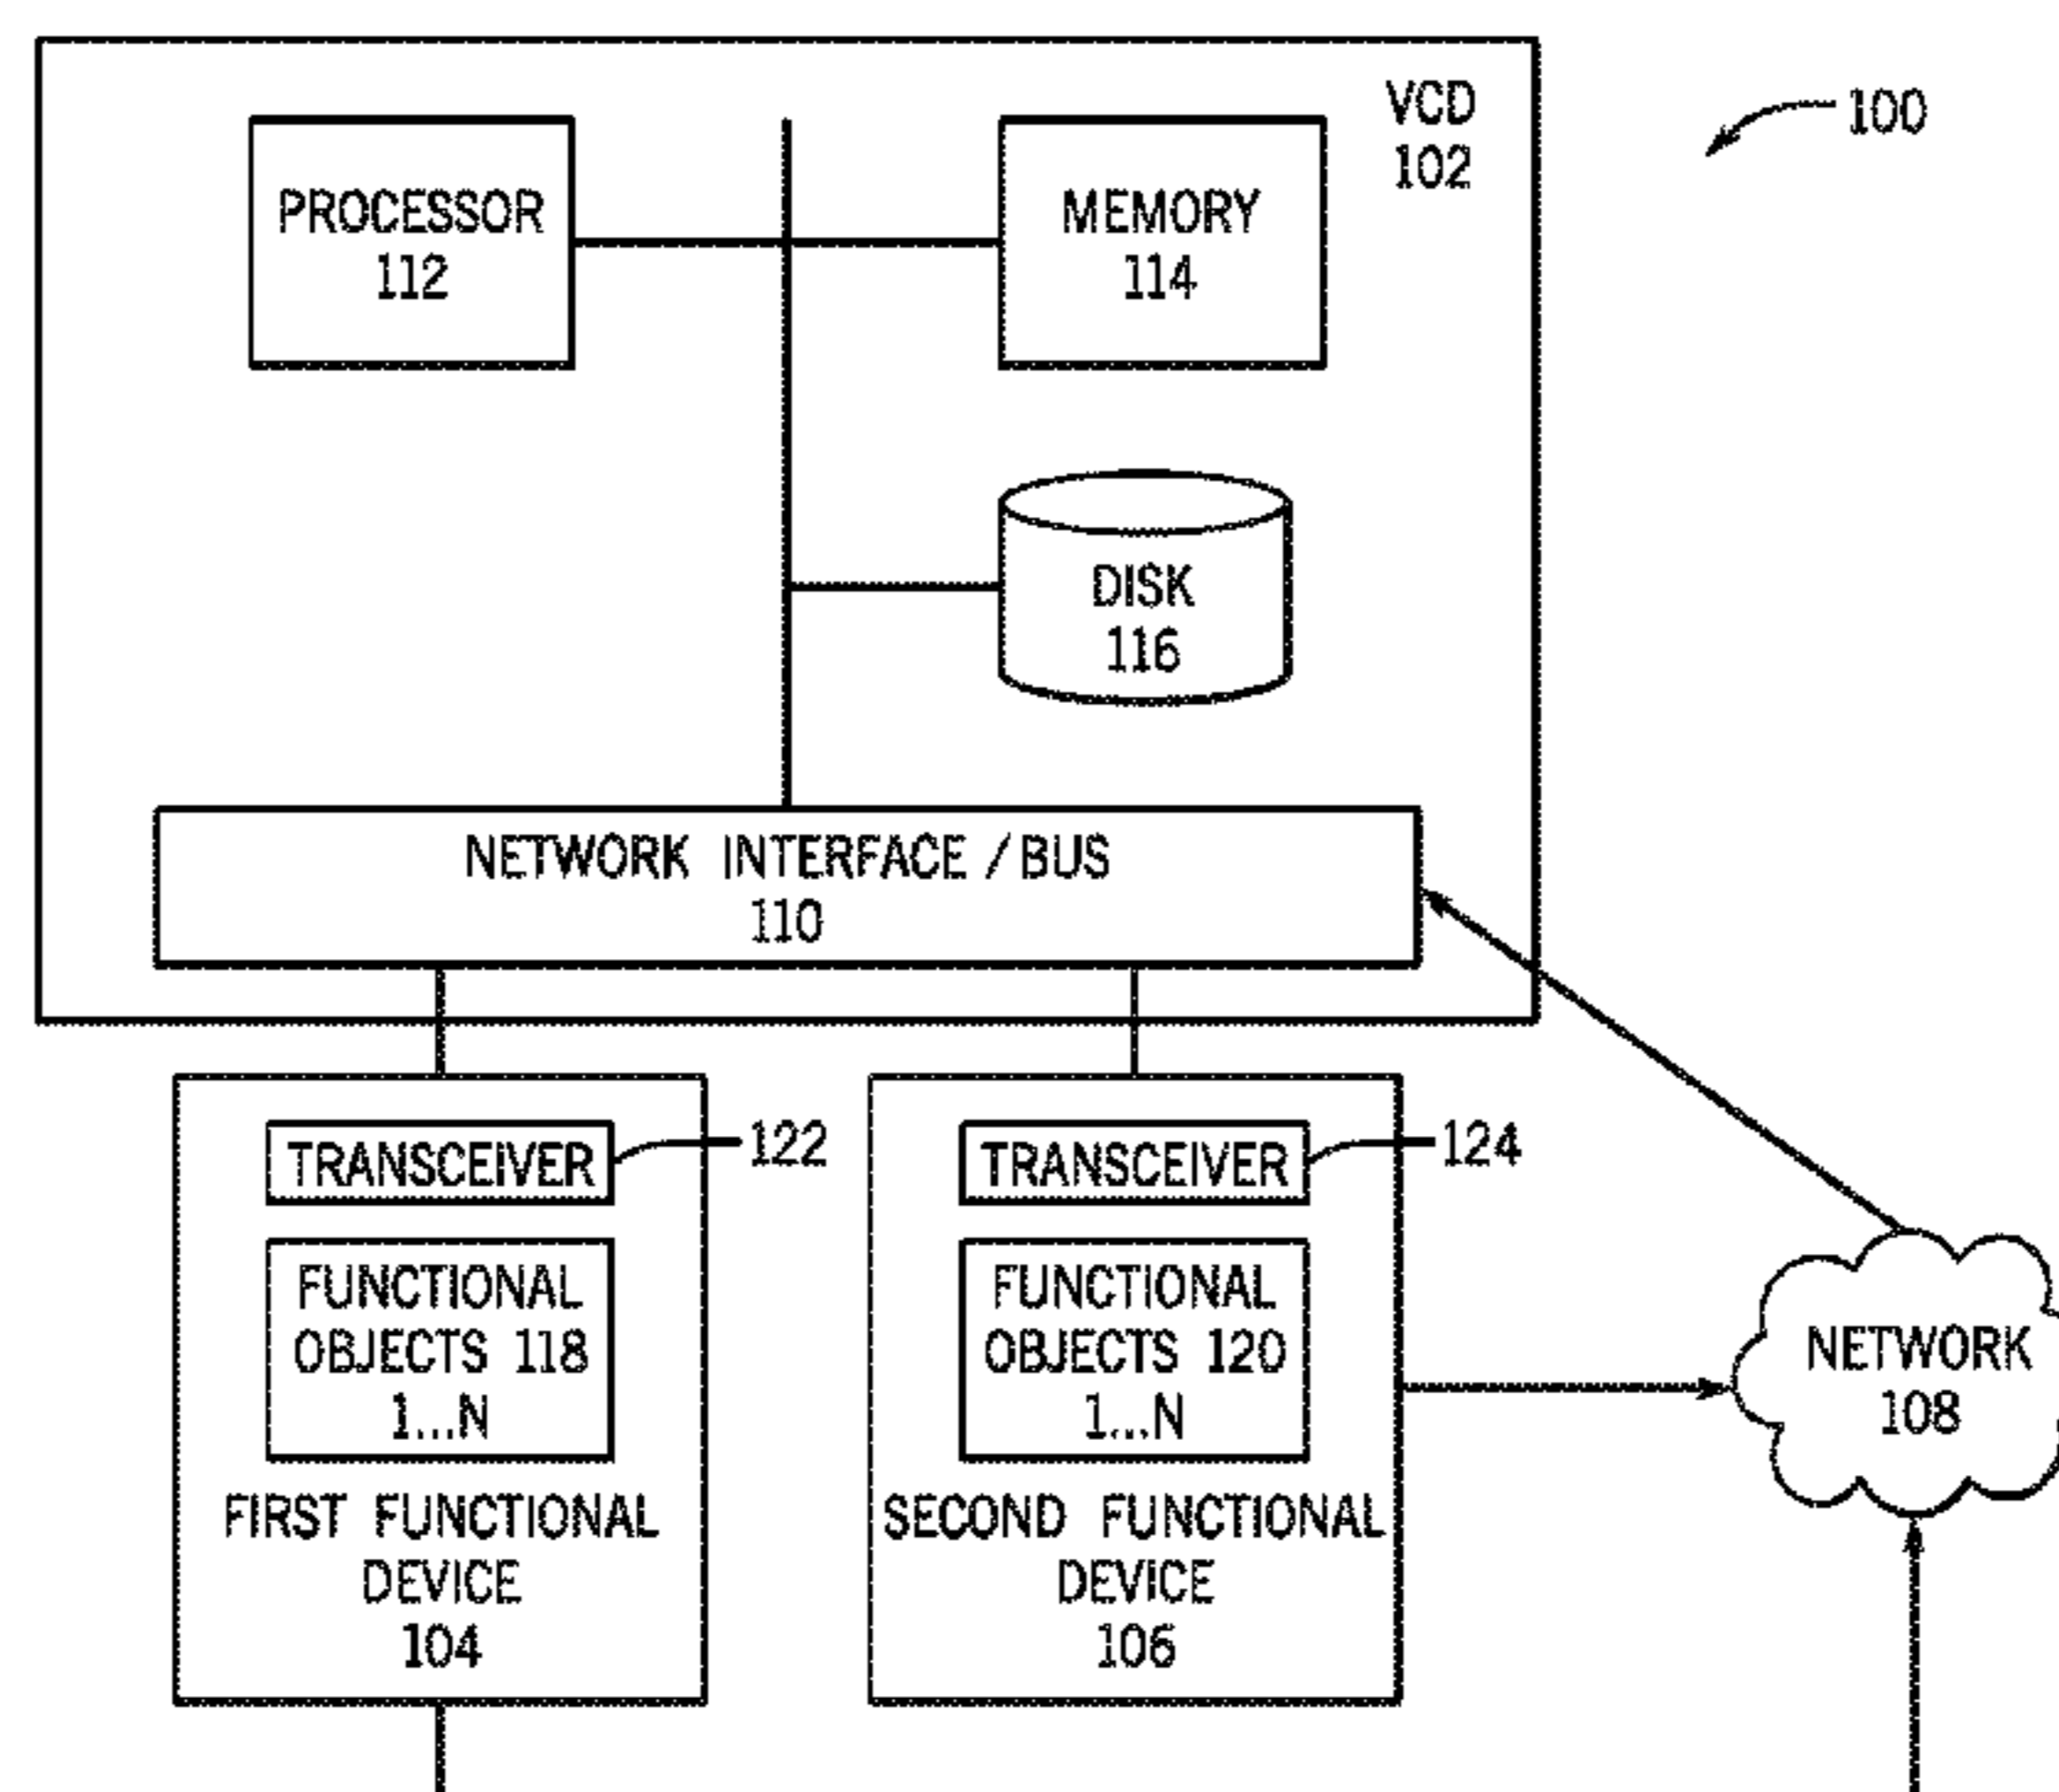 VCD
102
100
PROCESSOR
112
MEMORY
114
DISK
116
NETWORK INTERFACE / BUS
110
TRANSCEIVER
122
FUNCTIONAL
OBJECTS 118
1...N
FIRST FUNCTIONAL
DEVICE
104
TRANSCEIVER
124
FUNCTIONAL
OBJECTS 120
1...N
SECOND FUNCTIONAL
DEVICE
106
NETWORK
108